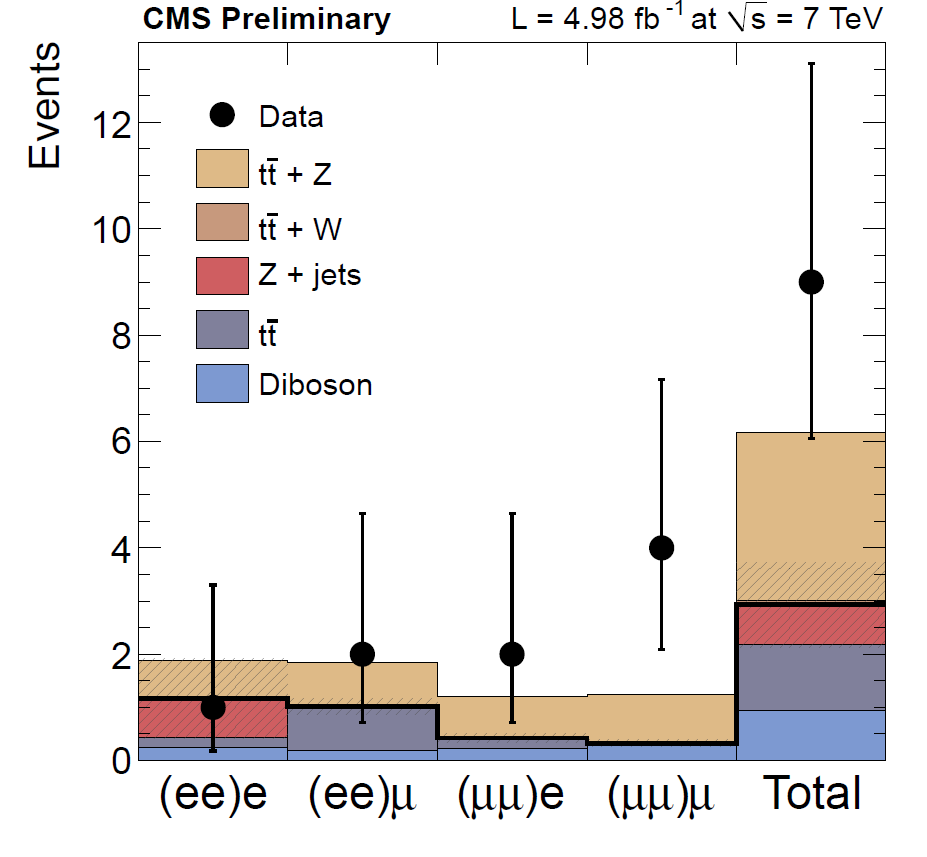 CMS Preliminary
L = 4.98 fb⁻¹ at √s = 7 TeV
Events
12
10
8
6
4
2
0
Data
tt̄ + Z
tt̄ + W
Z + jets
tt̄
Diboson
(ee)e
(ee)μ
(μμ)e
(μμ)μ
Total